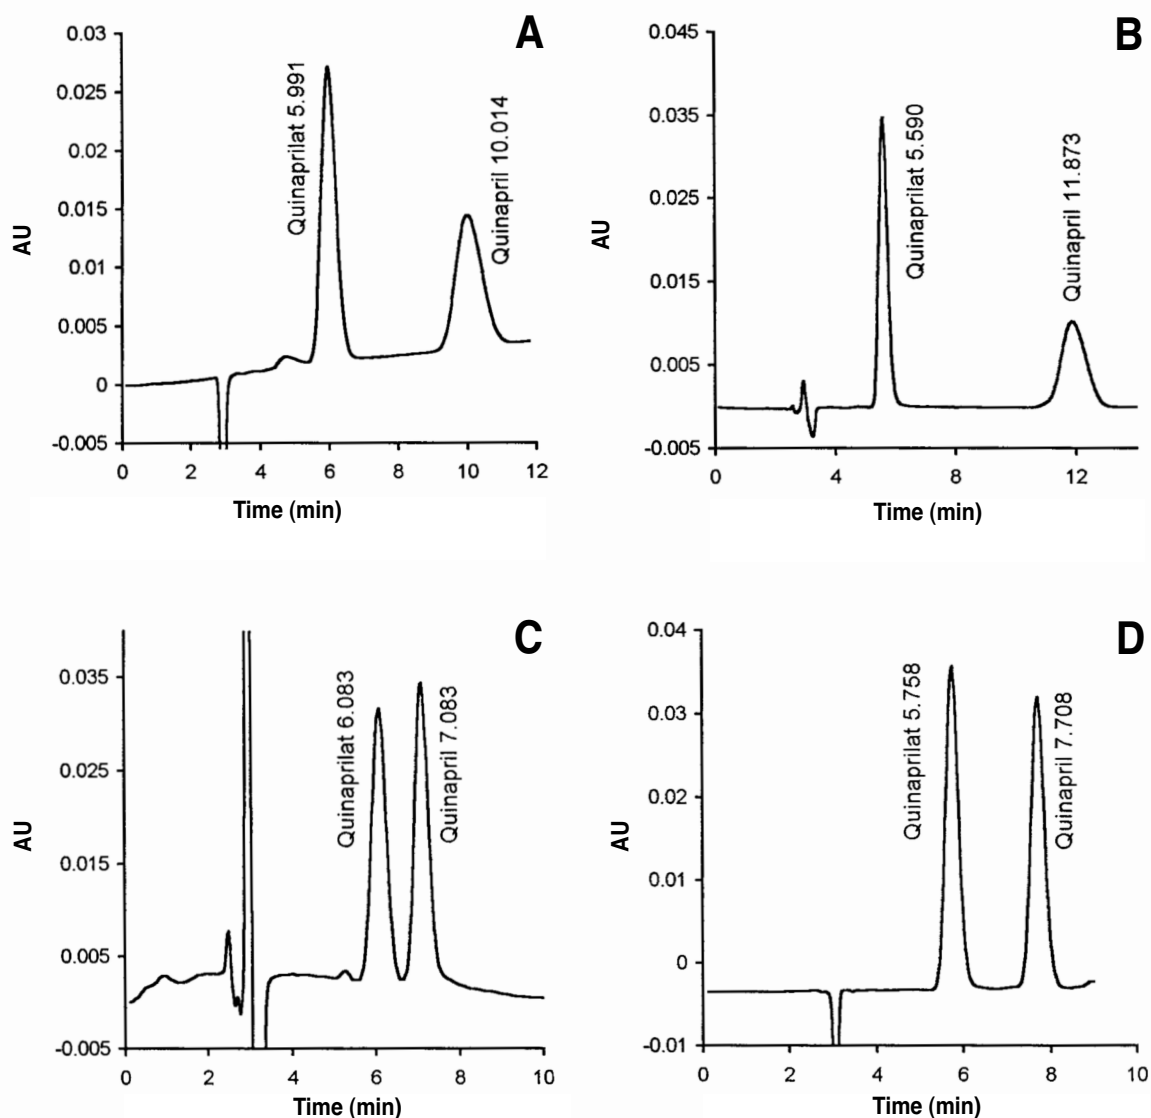 A
0.03
0.025
0.02
0.015
0.01
0.005
0
-0.005
AU
Quinaprilat 5.991
Quinapril 10.014
0 2 4 6 8 10 12
Time (min)
B
0.045
0.035
0.025
0.015
0.005
-0.005
AU
Quinaprilat 5.590
Quinapril 11.873
0 4 8 12
Time (min)
C
0.035
0.025
0.015
0.005
-0.005
AU
Quinaprilat 6.083
Quinapril 7.083
0 2 4 6 8 10
Time (min)
D
0.04
0.03
0.02
0.01
0
-0.01
AU
Quinaprilat 5.758
Quinapril 7.708
0 2 4 6 8 10
Time (min)